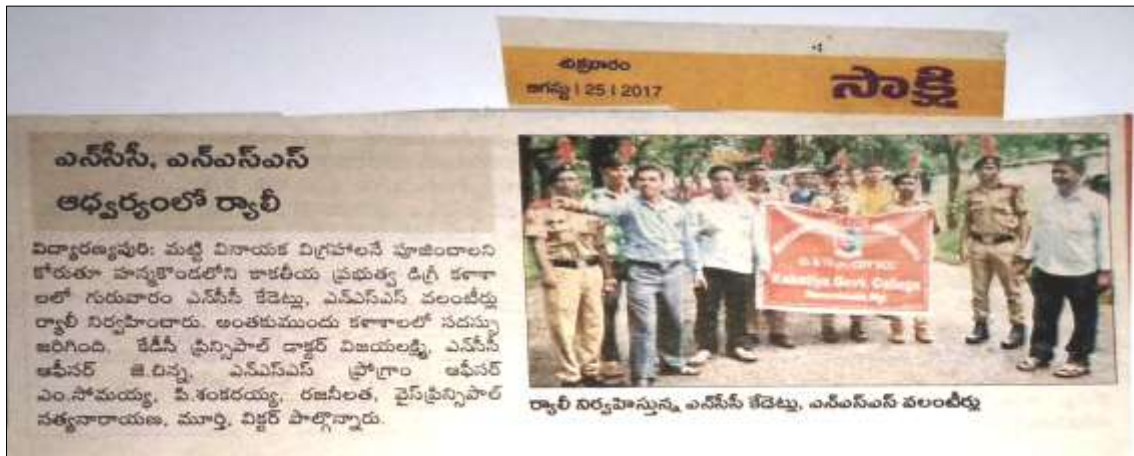 శుక్రవారం
ఆగస్టు | 25 | 2017
సాక్షి
ఎన్‌సీసీ, ఎన్ఎస్ఎస్
ఆధ్వర్యంలో ర్యాలీ
విద్యారణ్యపురి: మట్టి వినాయక విగ్రహాలనే పూజించాలని
కోరుతూ హన్మకొండలోని కాకతీయ ప్రభుత్వ డిగ్రీ కళాశా
లలో గురువారం ఎన్‌సీసీ కేడెట్లు, ఎన్ఎస్ఎస్ వలంటీర్లు
ర్యాలీ నిర్వహించారు. అంతకుముందు కళాశాలలో సదస్సు
జరిగింది. కేడీసీ ప్రిన్సిపాల్ డాక్టర్ విజయలక్ష్మి, ఎన్‌సీసీ
ఆఫీసర్ జె.చిన్న, ఎన్ఎస్ఎస్ ప్రోగ్రాం ఆఫీసర్
ఎం.సోమయ్య, పి.శంకరయ్య, రజనీలత, వైస్‌ప్రిన్సిపాల్
సత్యనారాయణ, మూర్తి, విక్టర్ పాల్గొన్నారు.
Kakatiya Govt. College
ర్యాలీ నిర్వహిస్తున్న ఎన్‌సీసీ కేడెట్లు, ఎన్ఎస్ఎస్ వలంటీర్లు